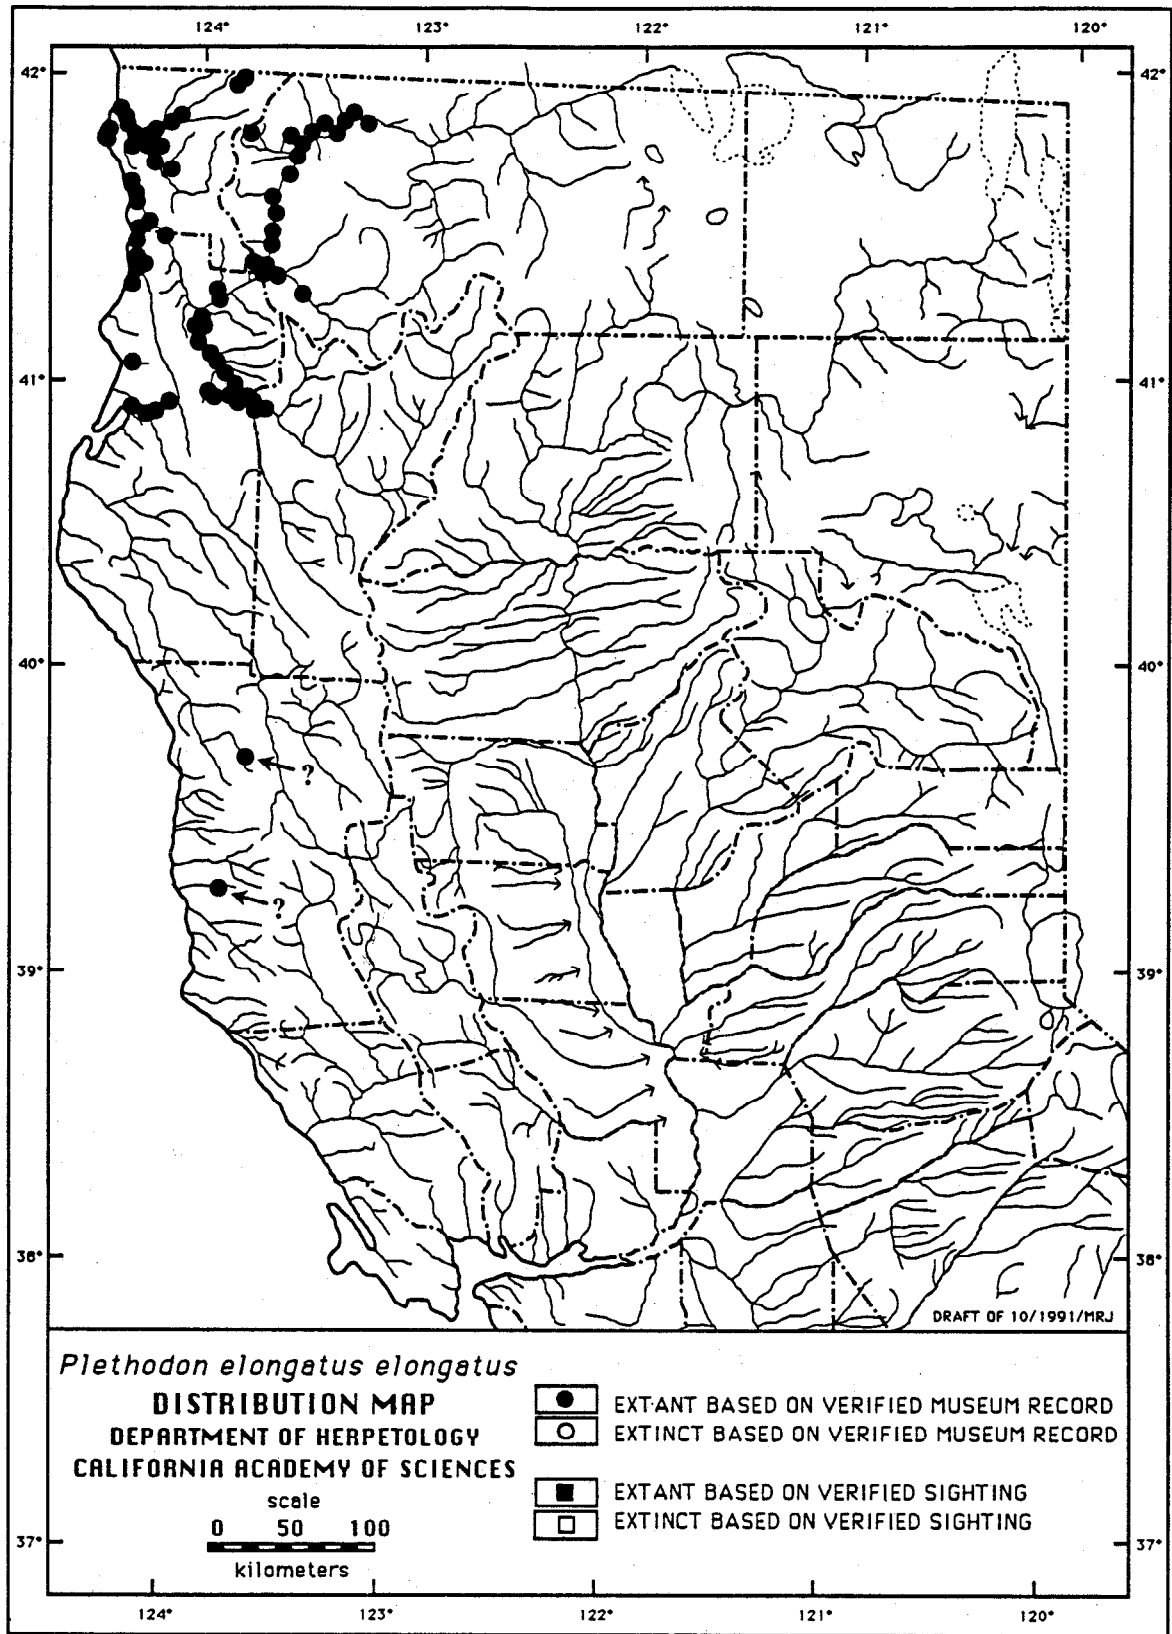 124° 123° 122° 121° 120°
42° 42°
41° 41°
40° 40°
?
?
39° 39°
38° 38°
DRAFT OF 10/1991/MRJ
Plethodon elongatus elongatus
DISTRIBUTION MAP
DEPARTMENT OF HERPETOLOGY
CALIFORNIA ACADEMY OF SCIENCES
scale
0 50 100
kilometers
EXTANT BASED ON VERIFIED MUSEUM RECORD
EXTINCT BASED ON VERIFIED MUSEUM RECORD
EXTANT BASED ON VERIFIED SIGHTING
EXTINCT BASED ON VERIFIED SIGHTING
37° 37°
124° 123° 122° 121° 120°